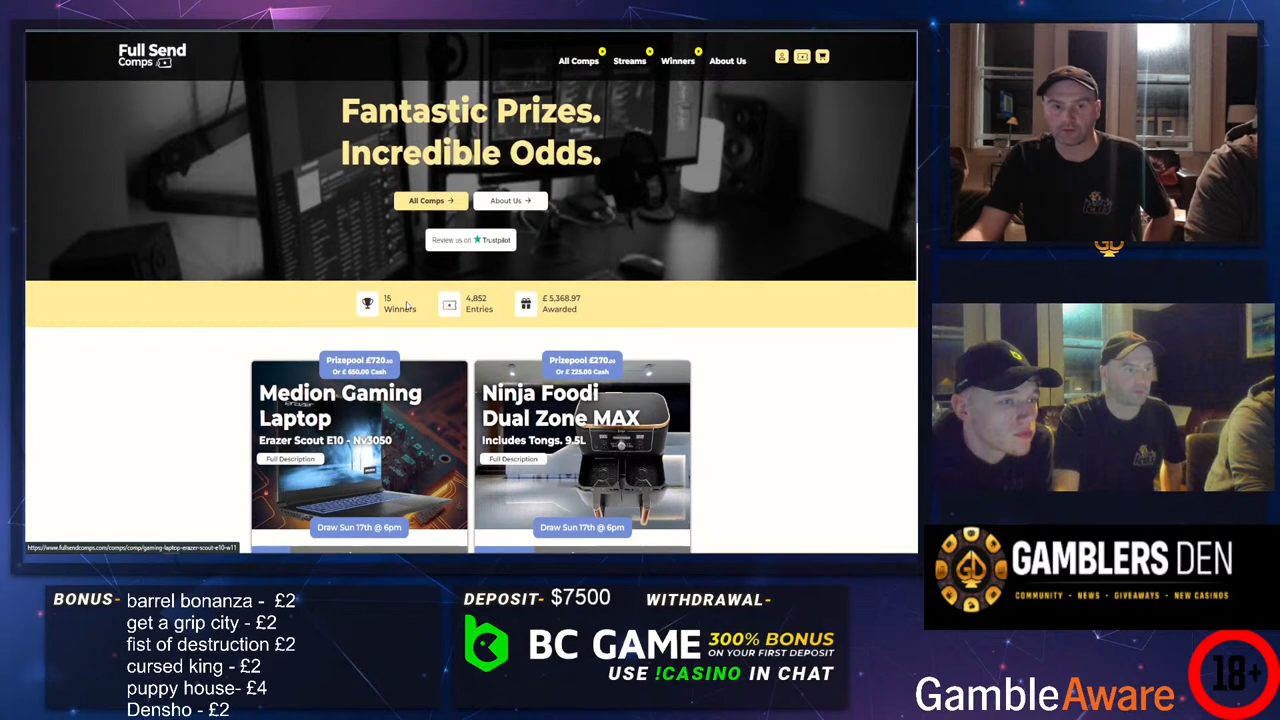 Full Send
Comps
All Comps
Streams
Winners
About Us
Fantastic Prizes.
Incredible Odds.
All Comps →
About Us →
Review us on ★ Trustpilot
15
Winners
4,852
Entries
£ 5,368.97
Awarded
Prizepool £720.00
Or £ 650.00 Cash
Medion Gaming
Laptop
Erazer Scout E10 - Nv3050
Full Description
Draw Sun 17th @ 6pm
Prizepool £270.00
Or £ 225.00 Cash
Ninja Foodi
Dual Zone MAX
Includes Tongs. 9.5L
Full Description
Draw Sun 17th @ 6pm
https://www.fullsendcomps.com/comps/comp/gaming-laptop-erazer-scout-e10-w11
BONUS-
barrel bonanza - £2
get a grip city - £2
fist of destruction £2
cursed king - £2
puppy house- £4
Densho - £2
DEPOSIT- $7500
WITHDRAWAL-
BC GAME
300% BONUS
ON YOUR FIRST DEPOSIT
USE !CASINO IN CHAT
GD
GAMBLERS DEN
COMMUNITY - NEWS - GIVEAWAYS - NEW CASINOS
GambleAware
18+